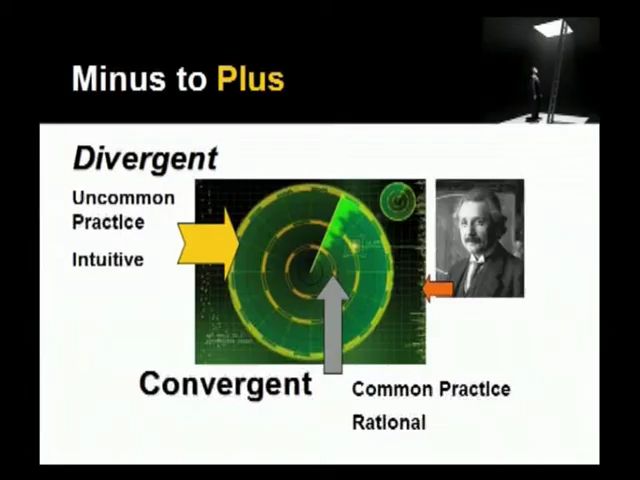 Minus to Plus
Divergent
Uncommon
Practice
Intuitive
Convergent
Common Practice
Rational